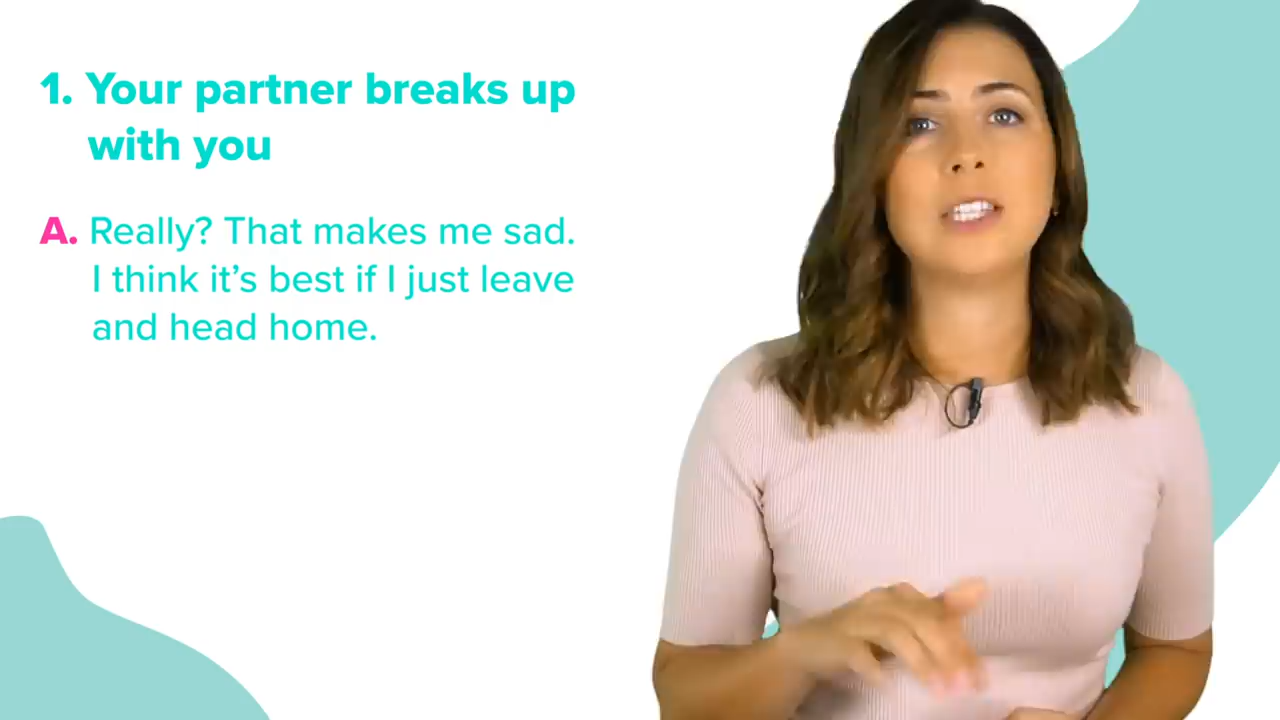 1. Your partner breaks up
with you
A. Really? That makes me sad.
I think it’s best if I just leave
and head home.